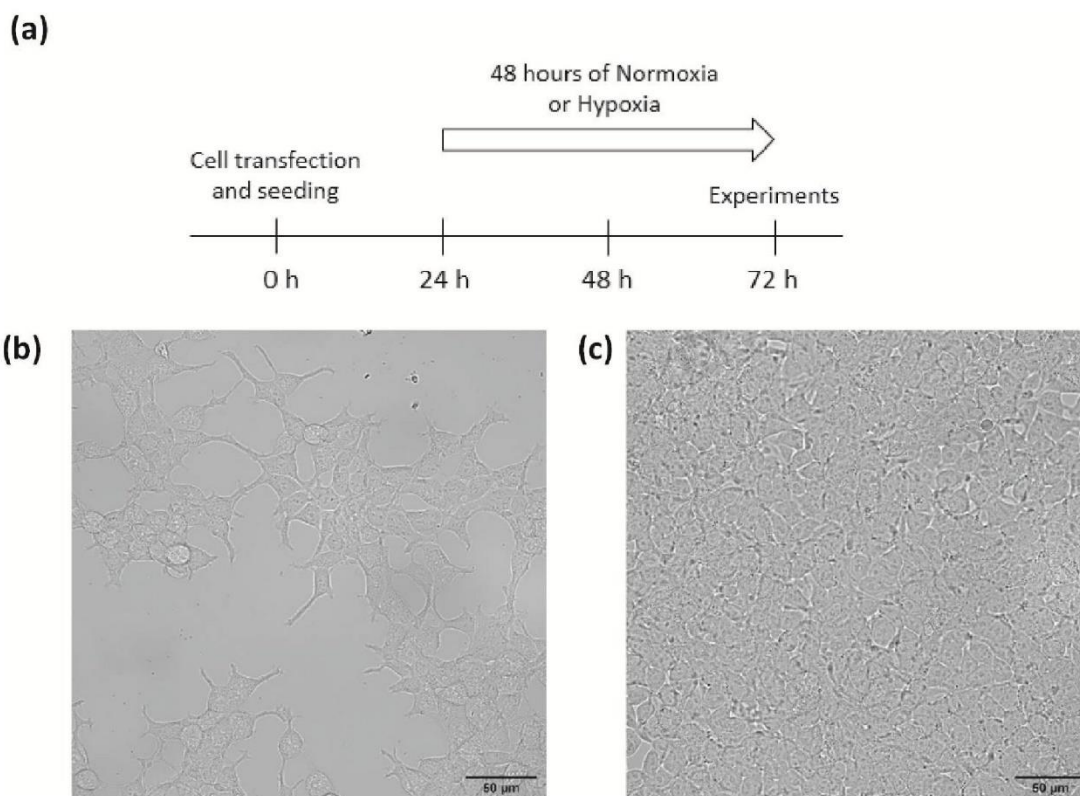 (a)
48 hours of Normoxia
or Hypoxia
Cell transfection
and seeding
Experiments
0 h
24 h
48 h
72 h
(b)
(c)
50 µm
50 µm